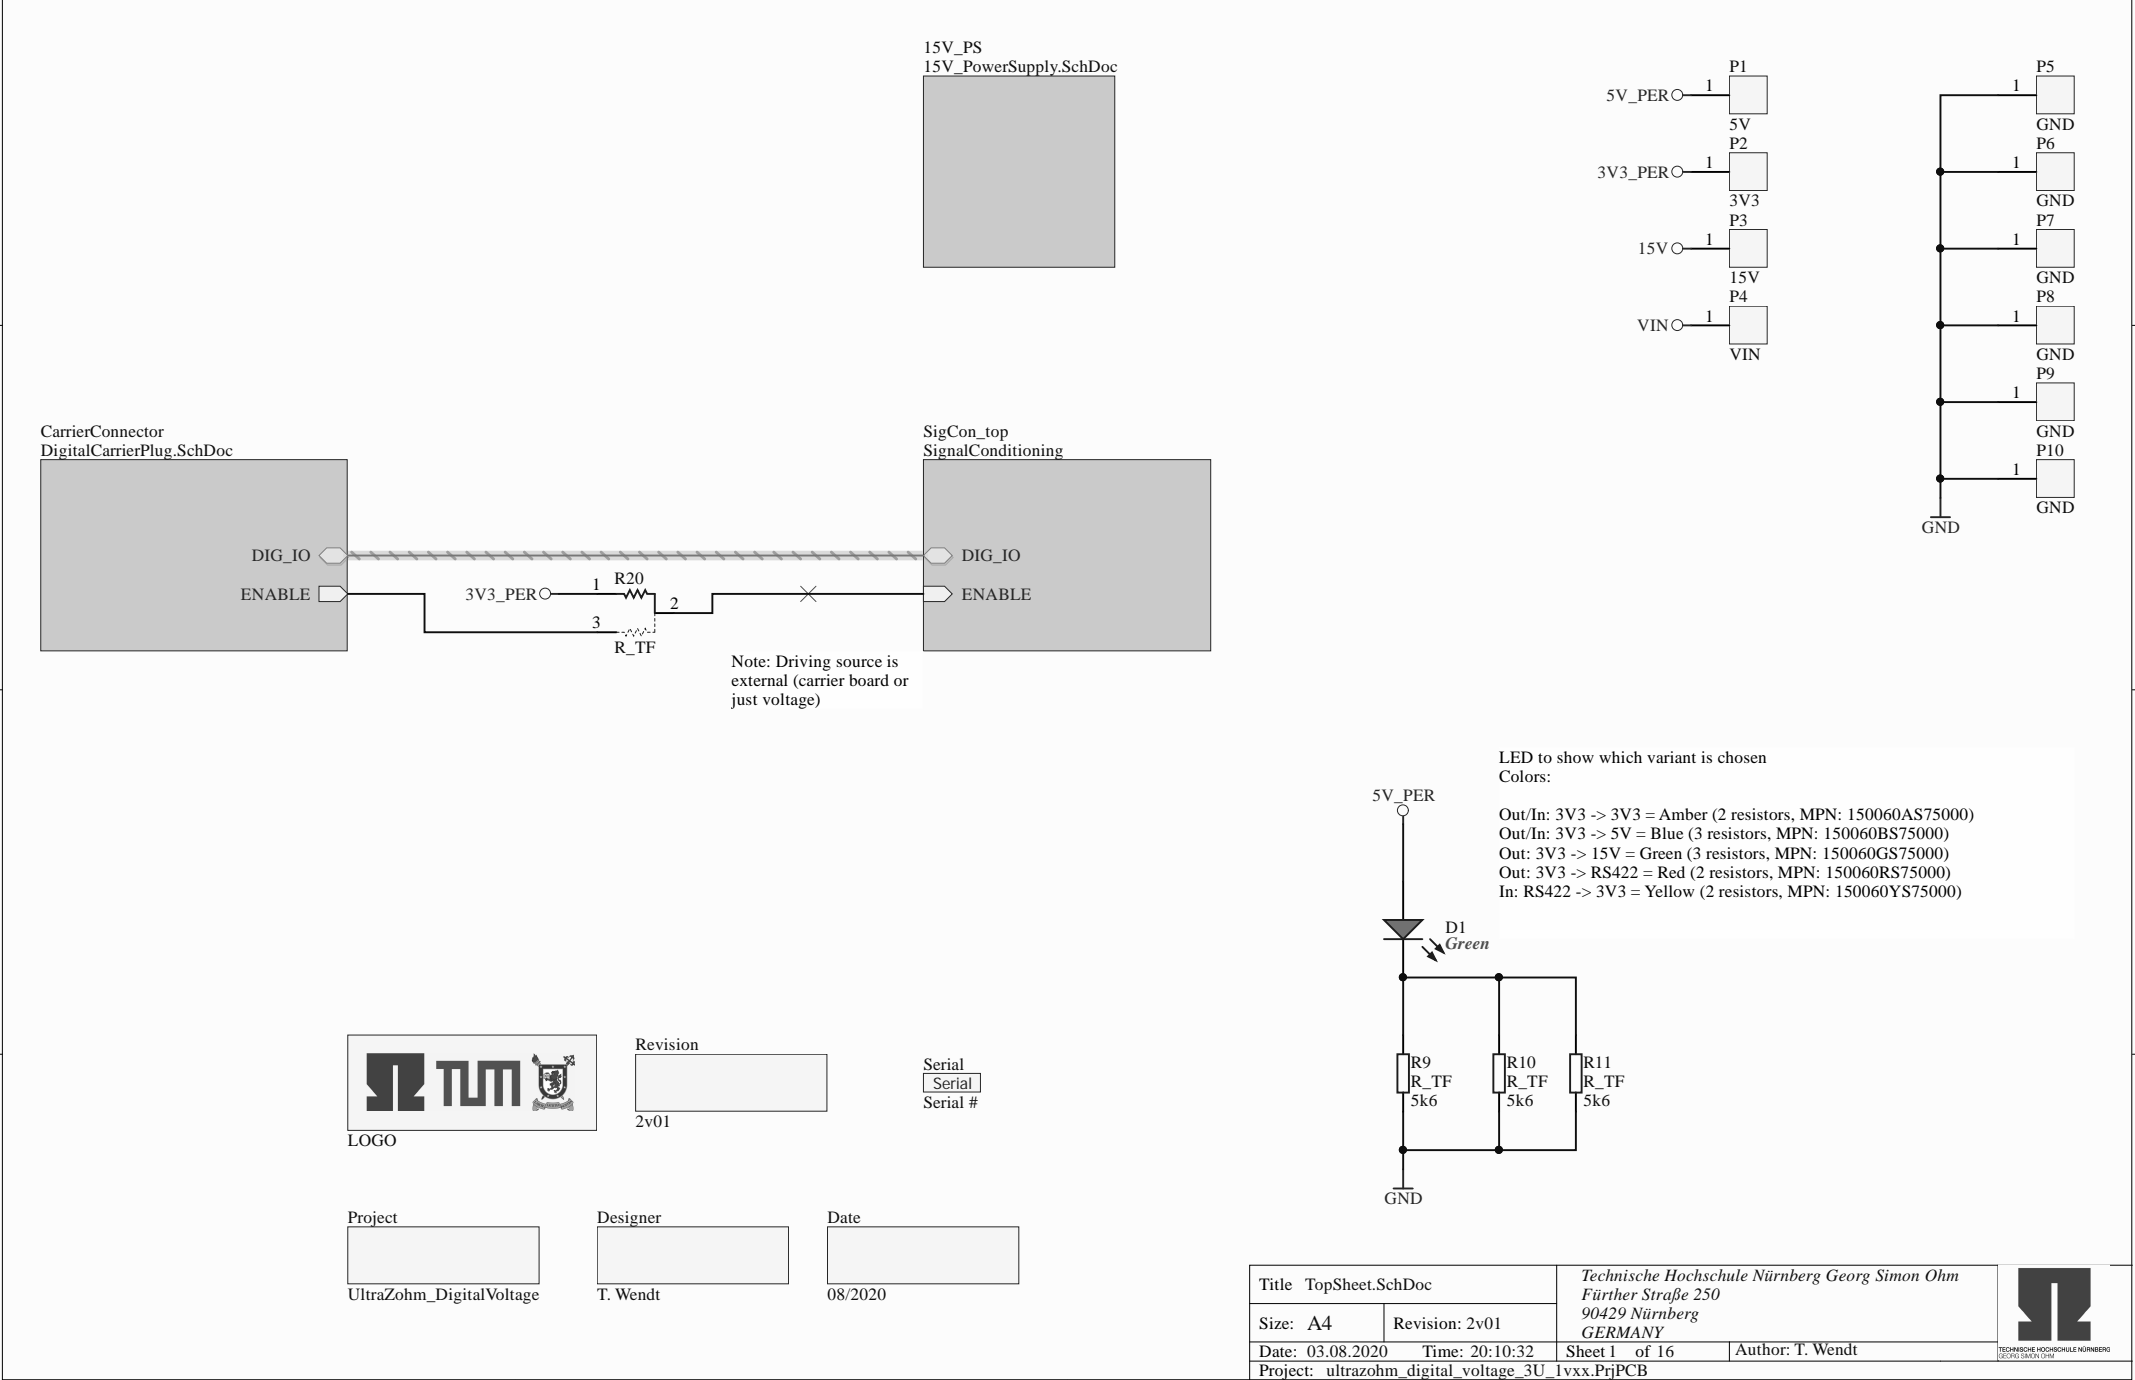 15V_PS
15V_PowerSupply.SchDoc
P1
5V_PER
1
5V
P2
3V3_PER
1
3V3
P3
15V
1
15V
P4
VIN
1
VIN
P5
1
GND
P6
1
GND
P7
1
GND
P8
1
GND
P9
1
GND
P10
1
GND
GND
CarrierConnector
DigitalCarrierPlug.SchDoc
DIG_IO
ENABLE
3V3_PER
1
R20
2
3
R_TF
SigCon_top
SignalConditioning
DIG_IO
ENABLE
Note: Driving source is
external (carrier board or
just voltage)
LED to show which variant is chosen
Colors:
Out/In: 3V3 -> 3V3 = Amber (2 resistors, MPN: 150060AS75000)
Out/In: 3V3 -> 5V = Blue (3 resistors, MPN: 150060BS75000)
Out: 3V3 -> 15V = Green (3 resistors, MPN: 150060GS75000)
Out: 3V3 -> RS422 = Red (2 resistors, MPN: 150060RS75000)
In: RS422 -> 3V3 = Yellow (2 resistors, MPN: 150060YS75000)
5V_PER
D1
Green
R9
R_TF
5k6
R10
R_TF
5k6
R11
R_TF
5k6
GND
TUM
LOGO
Revision
2v01
Serial
Serial
Serial #
Project
UltraZohm_DigitalVoltage
Designer
T. Wendt
Date
08/2020
Title TopSheet.SchDoc
Size: A4
Revision: 2v01
Date: 03.08.2020 Time: 20:10:32
Technische Hochschule Nürnberg Georg Simon Ohm
Fürther Straße 250
90429 Nürnberg
GERMANY
Sheet 1 of 16
Author: T. Wendt
Project: ultrazohm_digital_voltage_3U_1vxx.PrjPCB
TECHNISCHE HOCHSCHULE NÜRNBERG
GEORG SIMON OHM